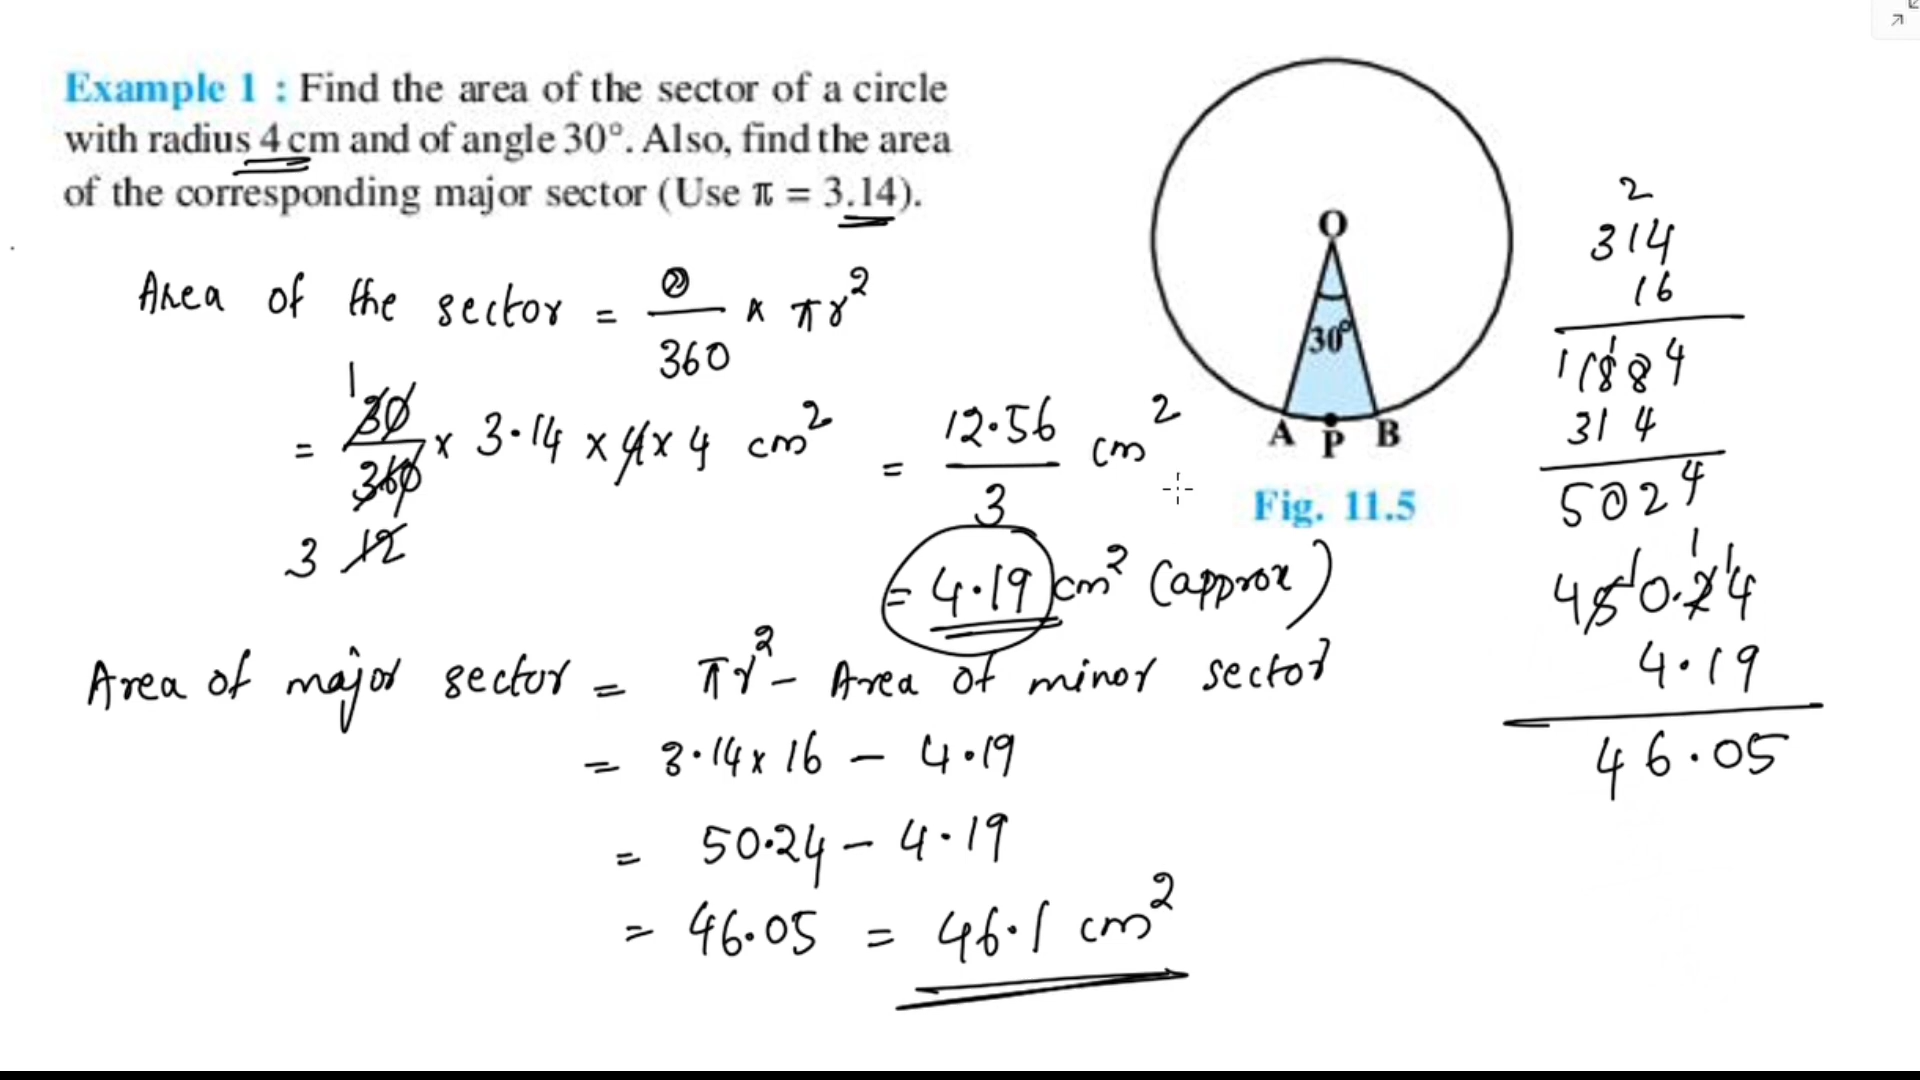 Example 1 : Find the area of the sector of a circle
with radius 4 cm and of angle 30°. Also, find the area
of the corresponding major sector (Use π = 3.14).
Area of the sector = θ/360 × πr²
= 30/360 × 3.14 × 4 × 4 cm²
1
3 12
= 12.56/3 cm²
= 4.19 cm² (approx)
Area of major sector = πr² - Area of minor sector
= 3.14 × 16 - 4.19
= 50.24 - 4.19
= 46.05 = 46.1 cm²
O
30°
A P B
Fig. 11.5
2
314
16
1884
314
5024
50.24
4.19
46.05